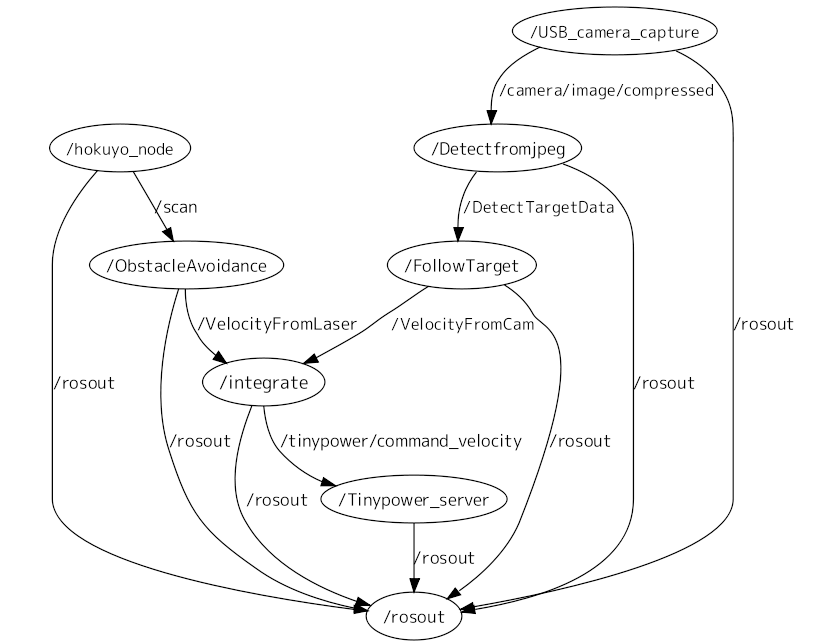 /USB_camera_capture
/camera/image/compressed
/hokuyo_node
/Detectfromjpeg
/scan
/DetectTargetData
/ObstacleAvoidance
/FollowTarget
/VelocityFromLaser
/VelocityFromCam
/rosout
/rosout
/integrate
/rosout
/rosout
/tinypower/command_velocity
/rosout
/rosout
/Tinypower_server
/rosout
/rosout